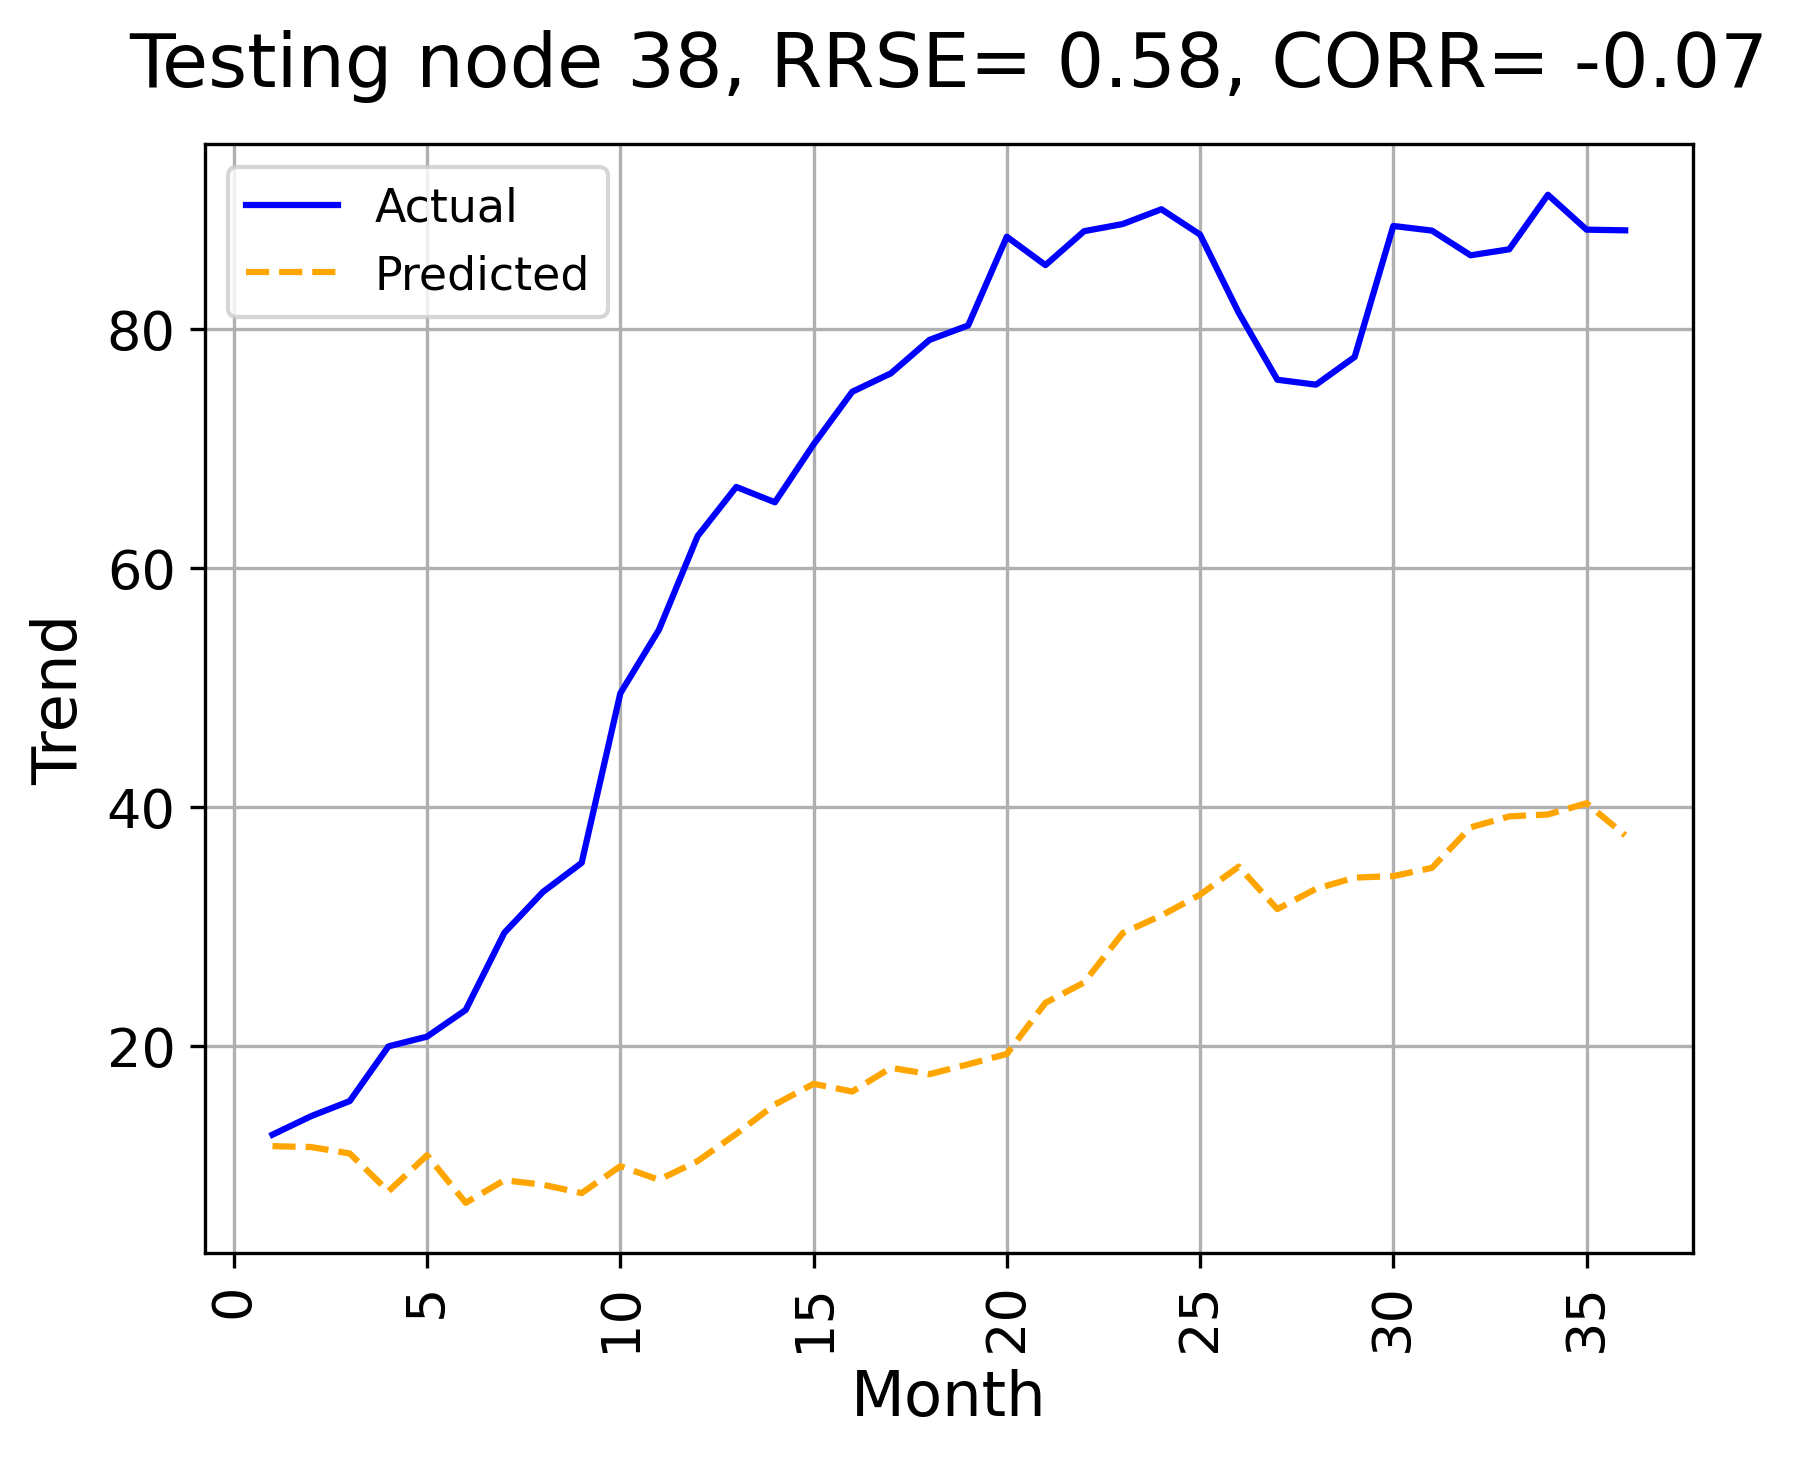 Testing node 38, RRSE= 0.58, CORR= -0.07
Actual
Predicted
80
60
40
20
Trend
0
5
10
15
20
25
30
35
Month